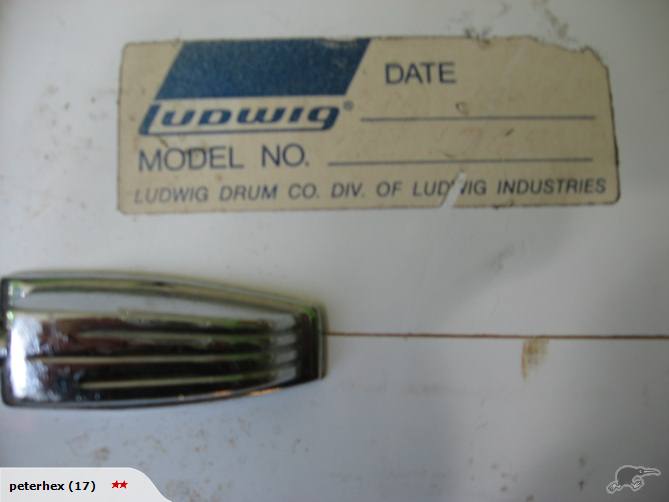 DATE
LUDWIG®
MODEL NO.
LUDWIG DRUM CO. DIV. OF LUDWIG INDUSTRIES
peterhex (17)